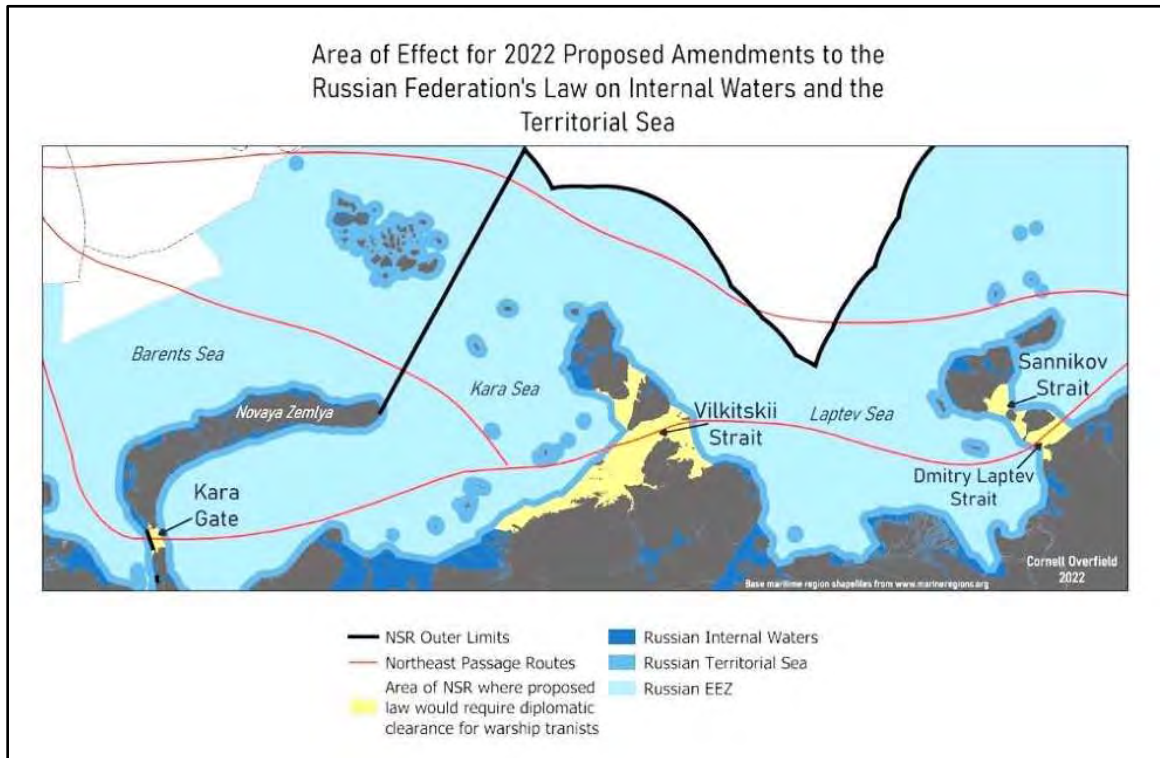 Area of Effect for 2022 Proposed Amendments to the
Russian Federation's Law on Internal Waters and the
Territorial Sea
Barents Sea
Novaya Zemlya
Kara
Gate
Kara Sea
Vilkitskii
Strait
Laptev Sea
Sannikov
Strait
Dmitry Laptev
Strait
Cornell Overfield
2022
Base maritime region shapefiles from www.marineregions.org
NSR Outer Limits
Northeast Passage Routes
Area of NSR where proposed
law would require diplomatic
clearance for warship tranists
Russian Internal Waters
Russian Territorial Sea
Russian EEZ